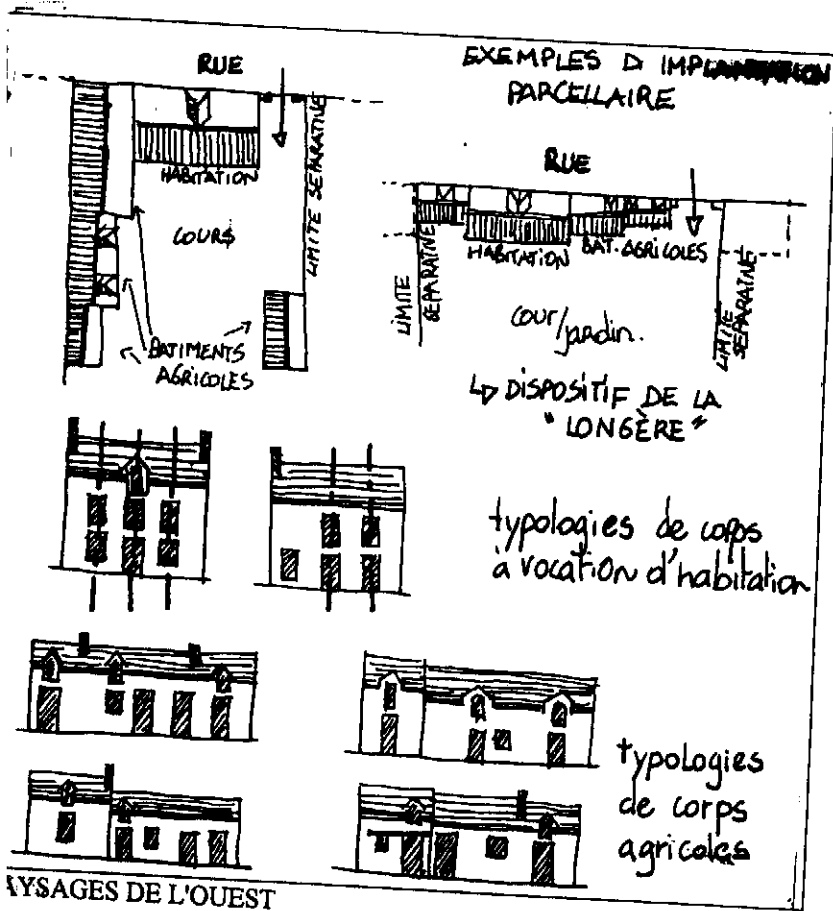 EXEMPLES D IMPLANTATION
PARCELLAIRE
RUE
HABITATION
COURS
LIMITE SEPARATIVE
BATIMENTS
AGRICOLES
RUE
HABITATION
BAT. AGRICOLES
LIMITE
SEPARATIVE
LIMITE
SEPARATIVE
cour/jardin.
↳ DISPOSITIF DE LA
"LONGÈRE"
typologies de corps
à vocation d'habitation
typologies
de corps
agricoles
AYSAGES DE L'OUEST